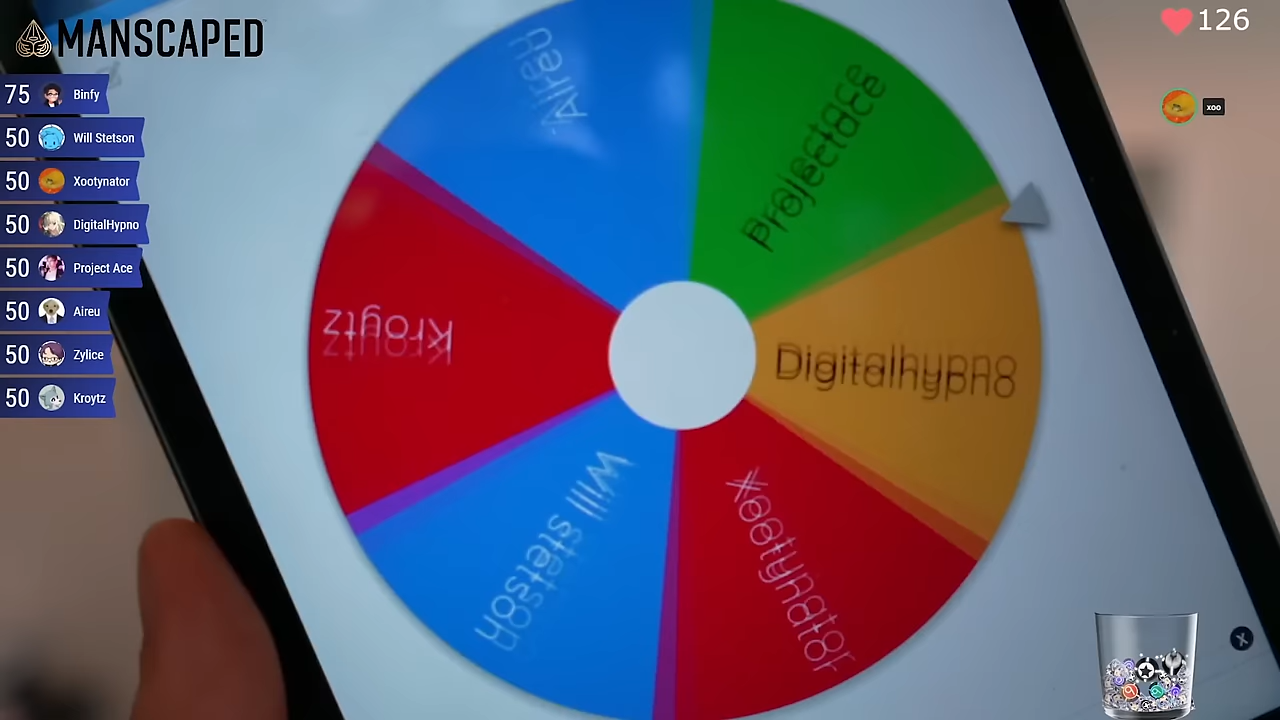 MANSCAPED
126
75 Binfy
50 Will Stetson
50 Xootynator
50 DigitalHypno
50 Project Ace
50 Aireu
50 Zylice
50 Kroytz
xoo
Aireu
Projectace
Kroytz
Digitalhypno
Will stetson
xootynator